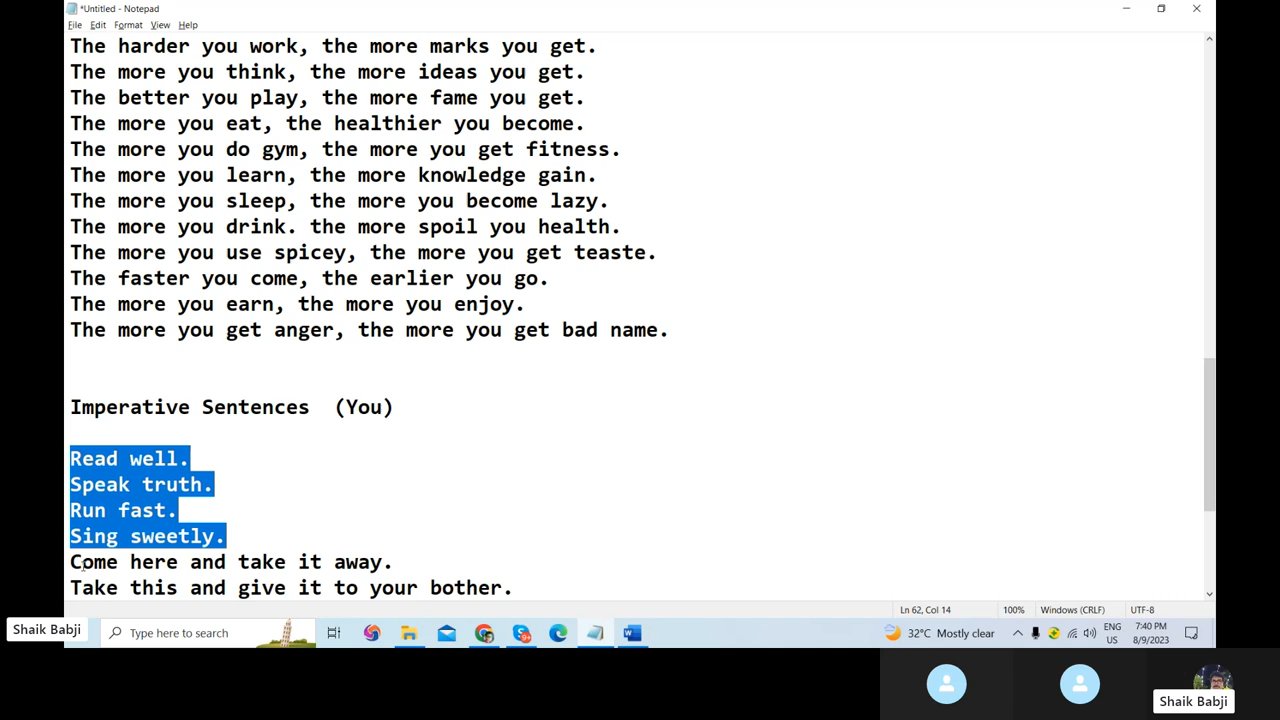 *Untitled - Notepad
File Edit Format View Help
The harder you work, the more marks you get.
The more you think, the more ideas you get.
The better you play, the more fame you get.
The more you eat, the healthier you become.
The more you do gym, the more you get fitness.
The more you learn, the more knowledge gain.
The more you sleep, the more you become lazy.
The more you drink. the more spoil you health.
The more you use spicey, the more you get teaste.
The faster you come, the earlier you go.
The more you earn, the more you enjoy.
The more you get anger, the more you get bad name.
Imperative Sentences (You)
Read well.
Speak truth.
Run fast.
Sing sweetly.
Come here and take it away.
Take this and give it to your bother.
Ln 62, Col 14 100% Windows (CRLF) UTF-8
Shaik Babji
Type here to search
32°C Mostly clear
ENG
US
7:40 PM
8/9/2023
Shaik Babji